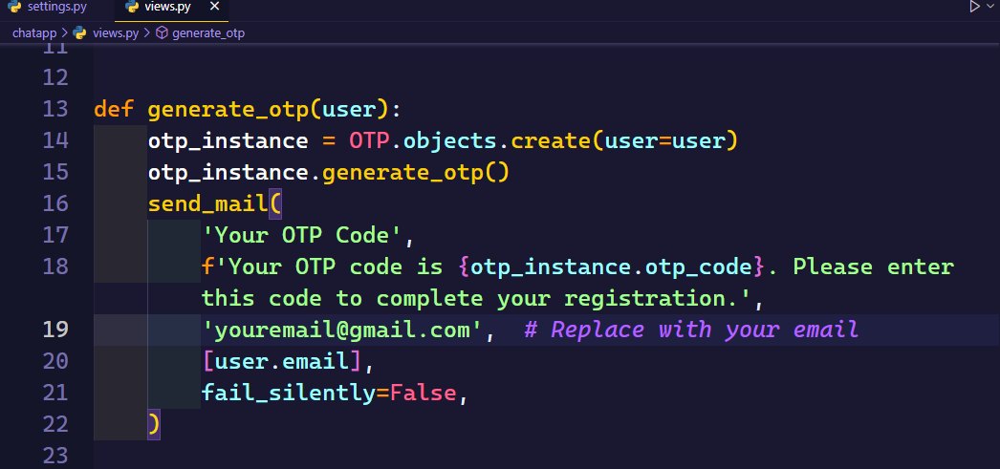 settings.py views.py ×
chatapp > views.py > generate_otp
11
12
13 def generate_otp(user):
14     otp_instance = OTP.objects.create(user=user)
15     otp_instance.generate_otp()
16     send_mail(
17         'Your OTP Code',
18         f'Your OTP code is {otp_instance.otp_code}. Please enter
        this code to complete your registration.',
19         'youremail@gmail.com',  # Replace with your email
20         [user.email],
21         fail_silently=False,
22     )
23